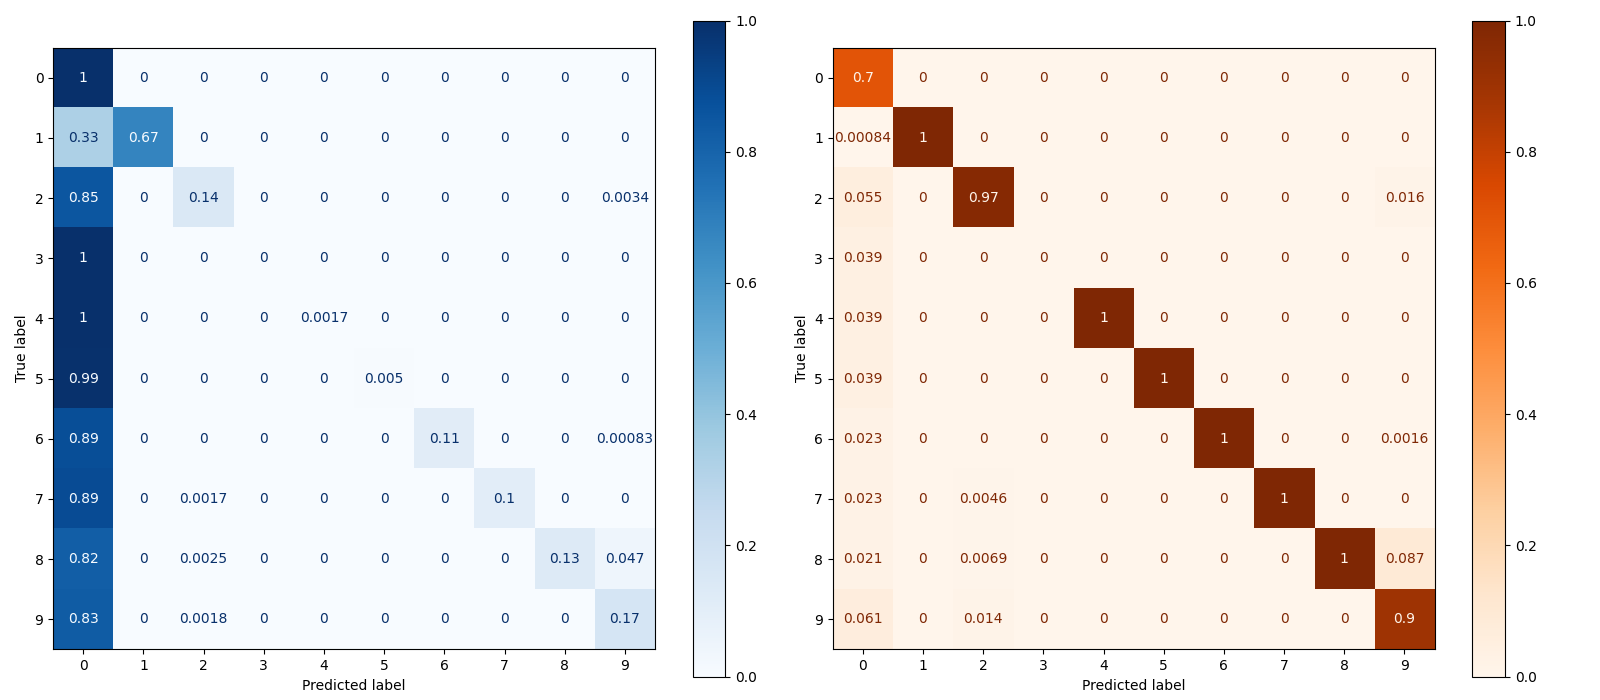 1.0 1.0
0 1 0 0 0 0 0 0 0 0 0 0 0.7 0 0 0 0 0 0 0 0 0
1 0.33 0.67 0 0 0 0 0 0 0 0 1 0.00084 1 0 0 0 0 0 0 0 0
0.8 0.8
2 0.85 0 0.14 0 0 0 0 0 0 0.0034 2 0.055 0 0.97 0 0 0 0 0 0 0.016
3 1 0 0 0 0 0 0 0 0 0 3 0.039 0 0 0 0 0 0 0 0 0
0.6 0.6
4 1 0 0 0 0.0017 0 0 0 0 0 4 0.039 0 0 0 1 0 0 0 0 0
True label True label
5 0.99 0 0 0 0 0.005 0 0 0 0 5 0.039 0 0 0 0 1 0 0 0 0
0.4 0.4
6 0.89 0 0 0 0 0 0.11 0 0 0.00083 6 0.023 0 0 0 0 0 1 0 0 0.0016
7 0.89 0 0.0017 0 0 0 0 0.1 0 0 7 0.023 0 0.0046 0 0 0 0 1 0 0
0.2 0.2
8 0.82 0 0.0025 0 0 0 0 0 0.13 0.047 8 0.021 0 0.0069 0 0 0 0 0 1 0.087
9 0.83 0 0.0018 0 0 0 0 0 0 0.17 9 0.061 0 0.014 0 0 0 0 0 0 0.9
0 1 2 3 4 5 6 7 8 9 0 1 2 3 4 5 6 7 8 9
0.0 0.0
Predicted label Predicted label